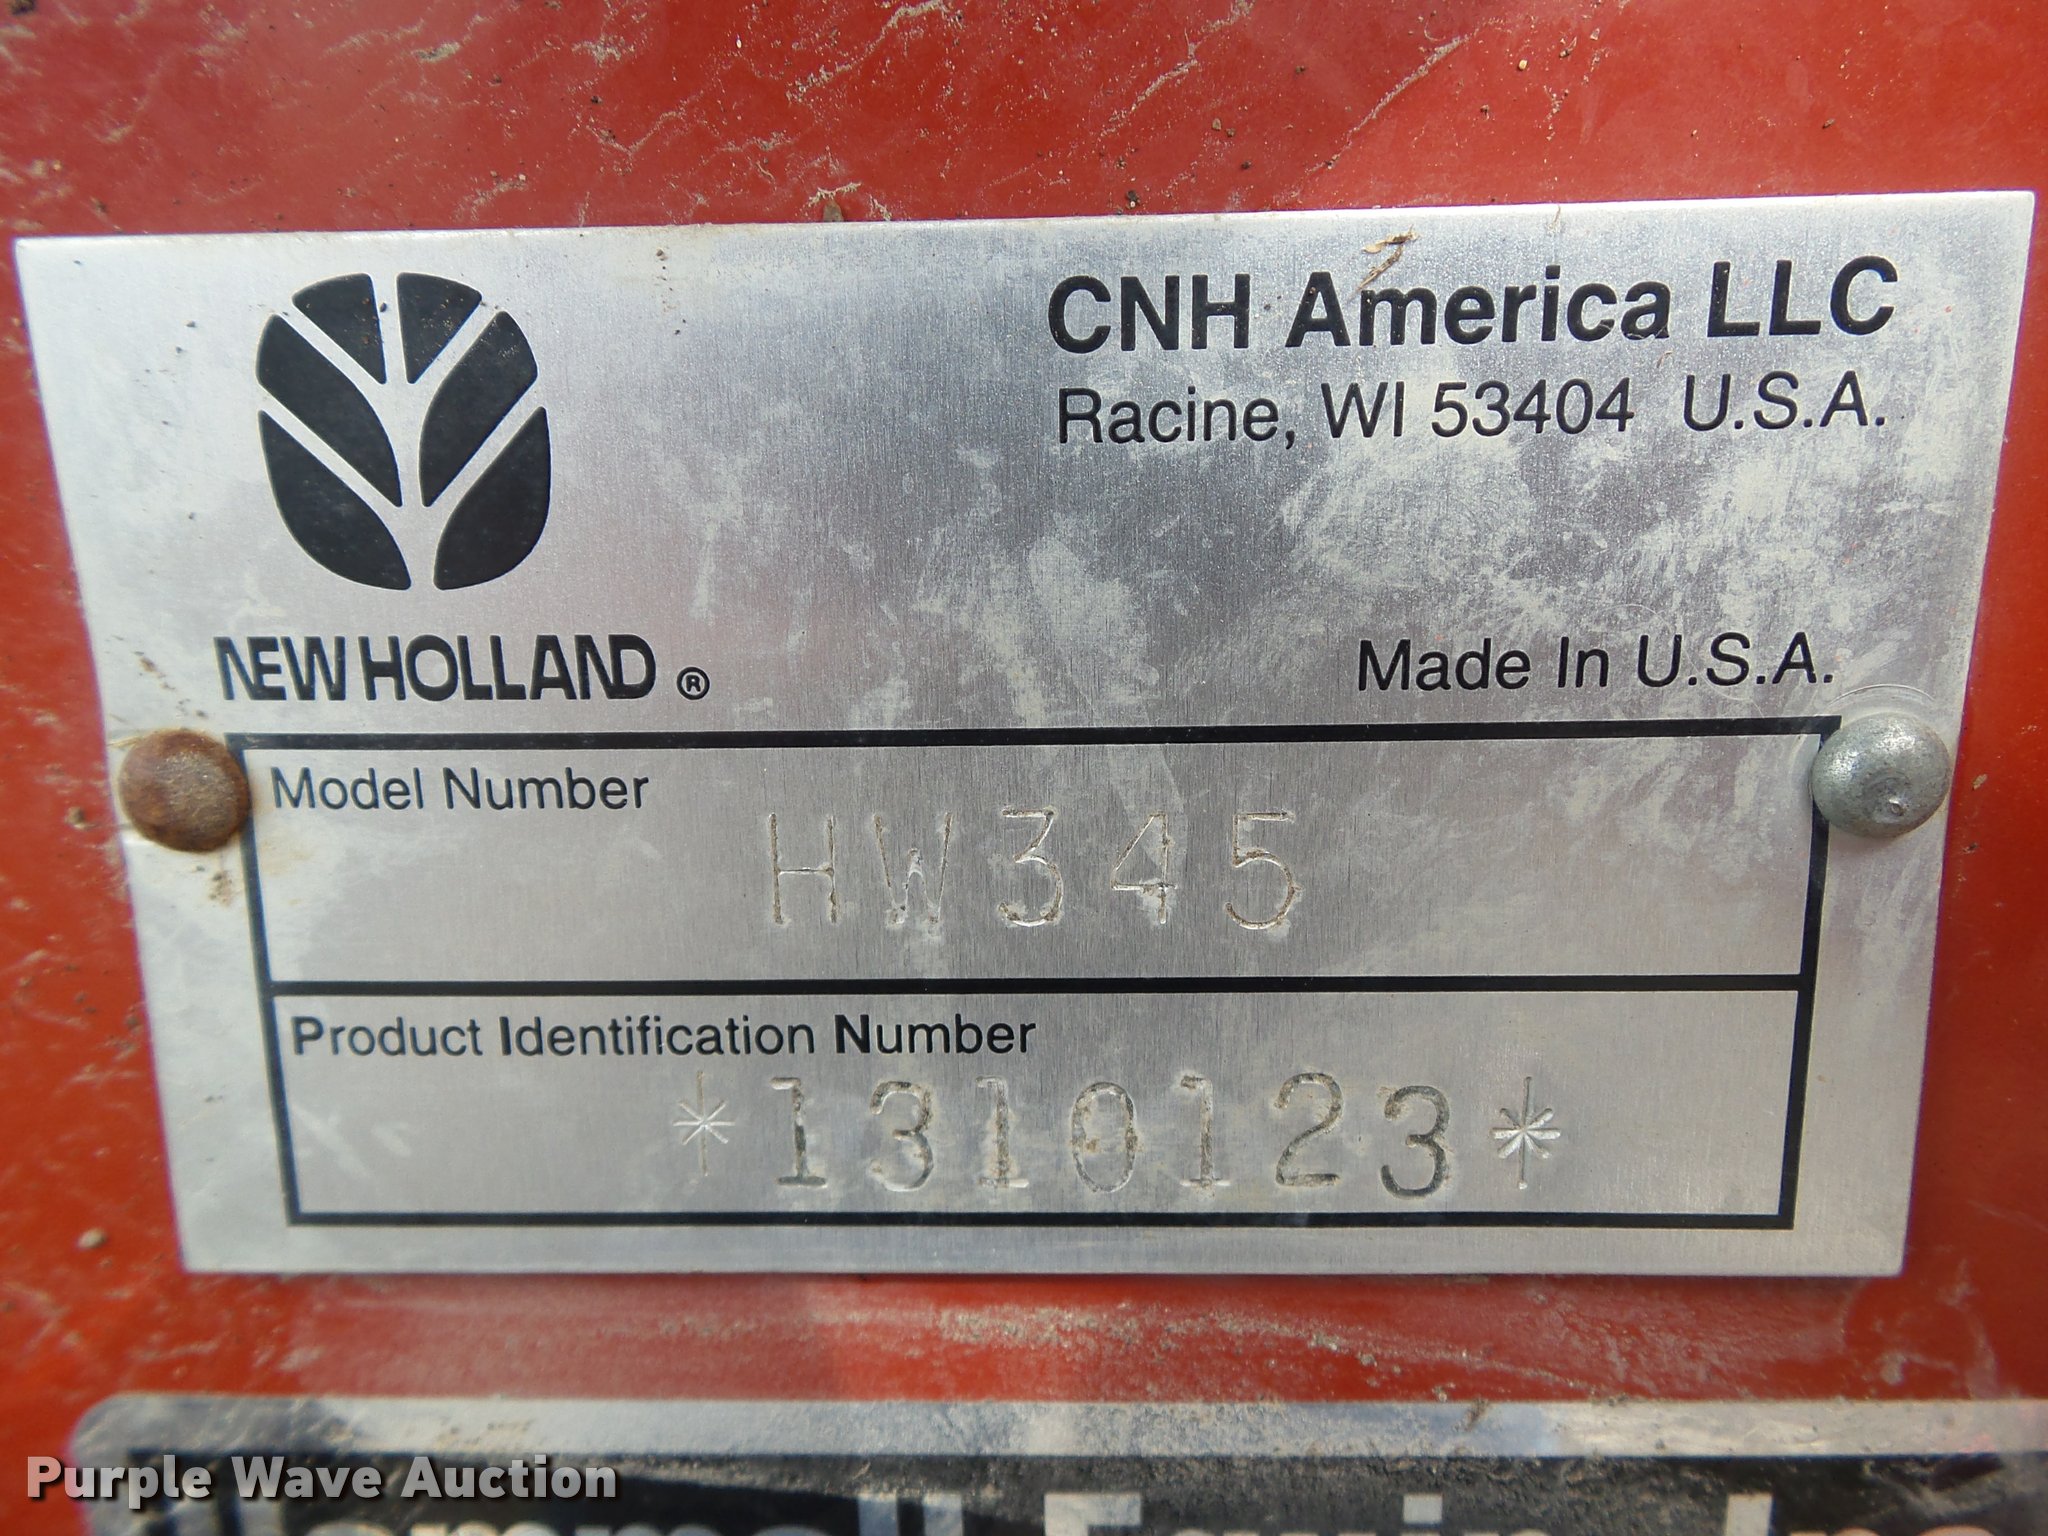 CNH America LLC
Racine, WI 53404 U.S.A.
NEW HOLLAND ®
Made In U.S.A.
Model Number
HW345
Product Identification Number
*1310123*
Purple Wave Auction